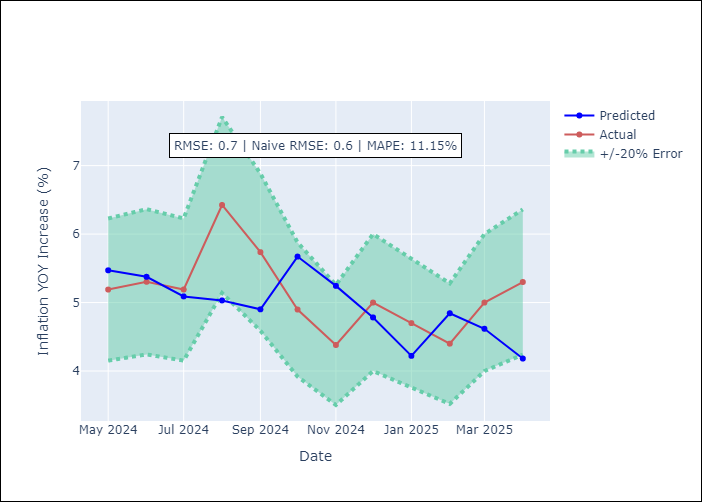 Predicted
Actual
+/-20% Error
RMSE: 0.7 | Naive RMSE: 0.6 | MAPE: 11.15%
Inflation YOY Increase (%)
7
6
5
4
May 2024
Jul 2024
Sep 2024
Nov 2024
Jan 2025
Mar 2025
Date